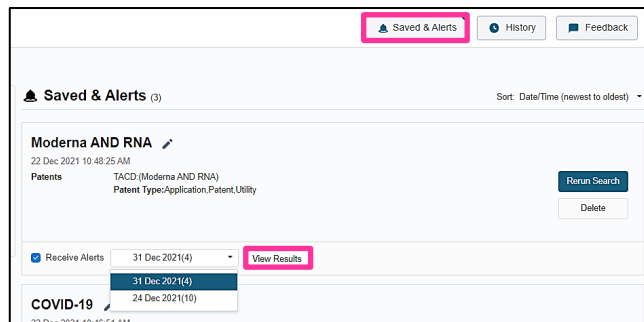 Saved & Alerts
History
Feedback
Saved & Alerts (3)
Sort: Date/Time (newest to oldest)
Moderna AND RNA
22 Dec 2021 10:48:25 AM
Patents TACD:(Moderna AND RNA)
Patent Type:Application,Patent,Utility
Rerun Search
Delete
Receive Alerts 31 Dec 2021(4) View Results
31 Dec 2021(4)
24 Dec 2021(10)
COVID-19